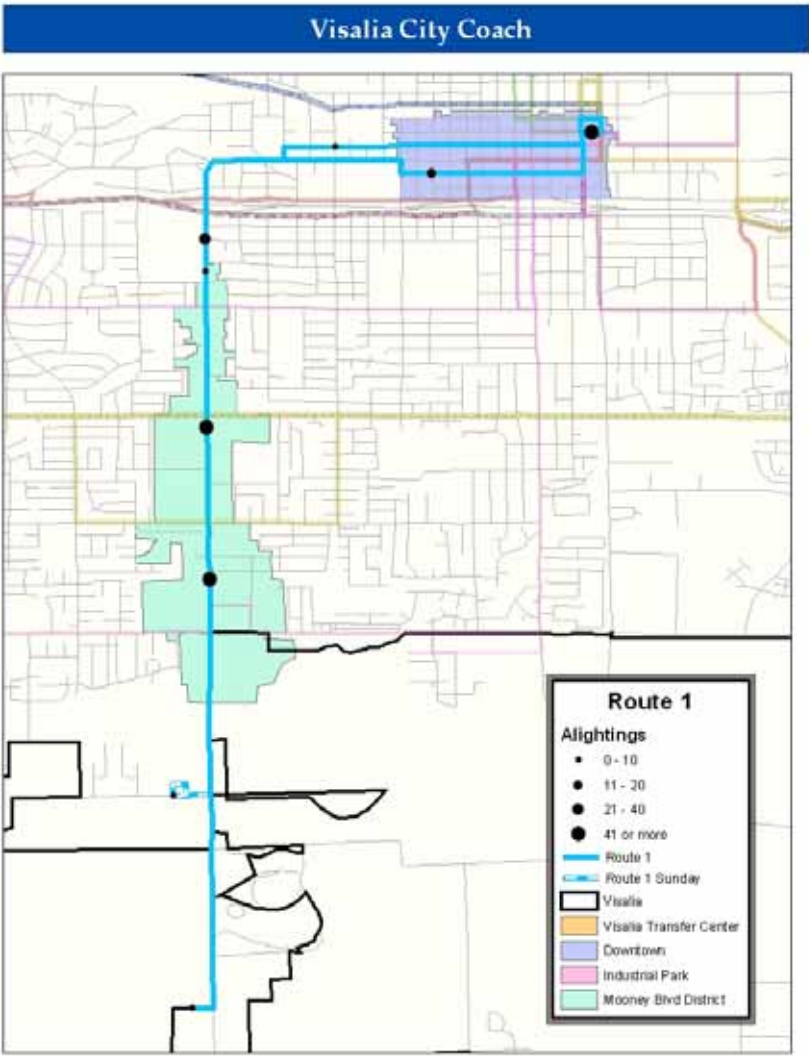 Visalia City Coach
Route 1
Alightings
0 - 10
11 - 20
21 - 40
41 or more
Route 1
Route 1 Sunday
Visalia
Visalia Transfer Center
Downtown
Industrial Park
Mooney Blvd District